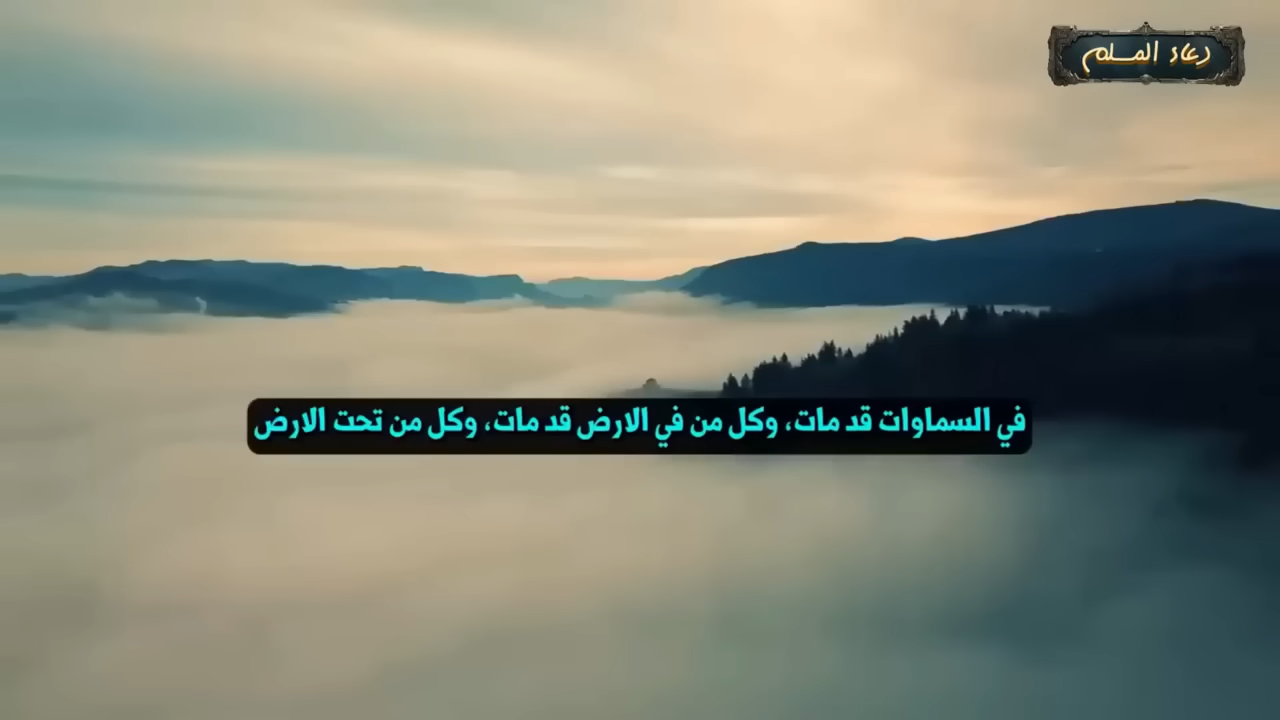 دعاء المسلم
في السماوات قد مات، وكل من في الارض قد مات، وكل من تحت الارض